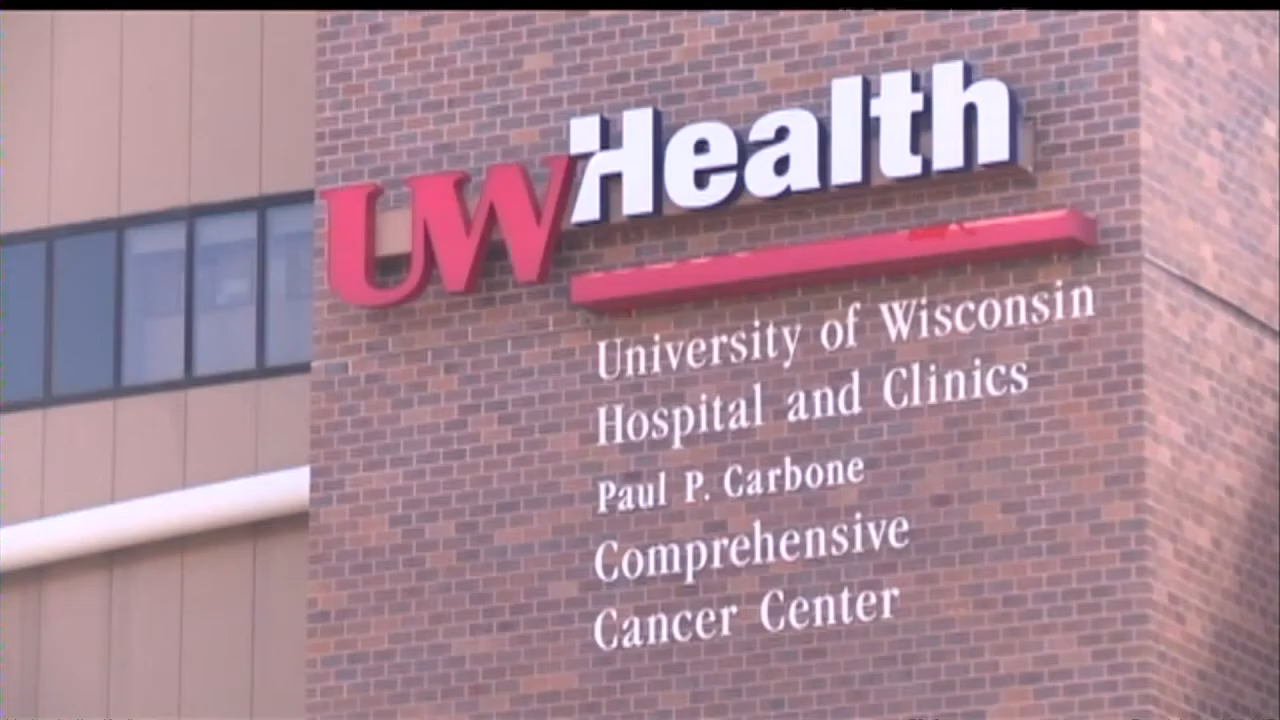 UWHealth
University of Wisconsin
Hospital and Clinics
Paul P. Carbone
Comprehensive
Cancer Center